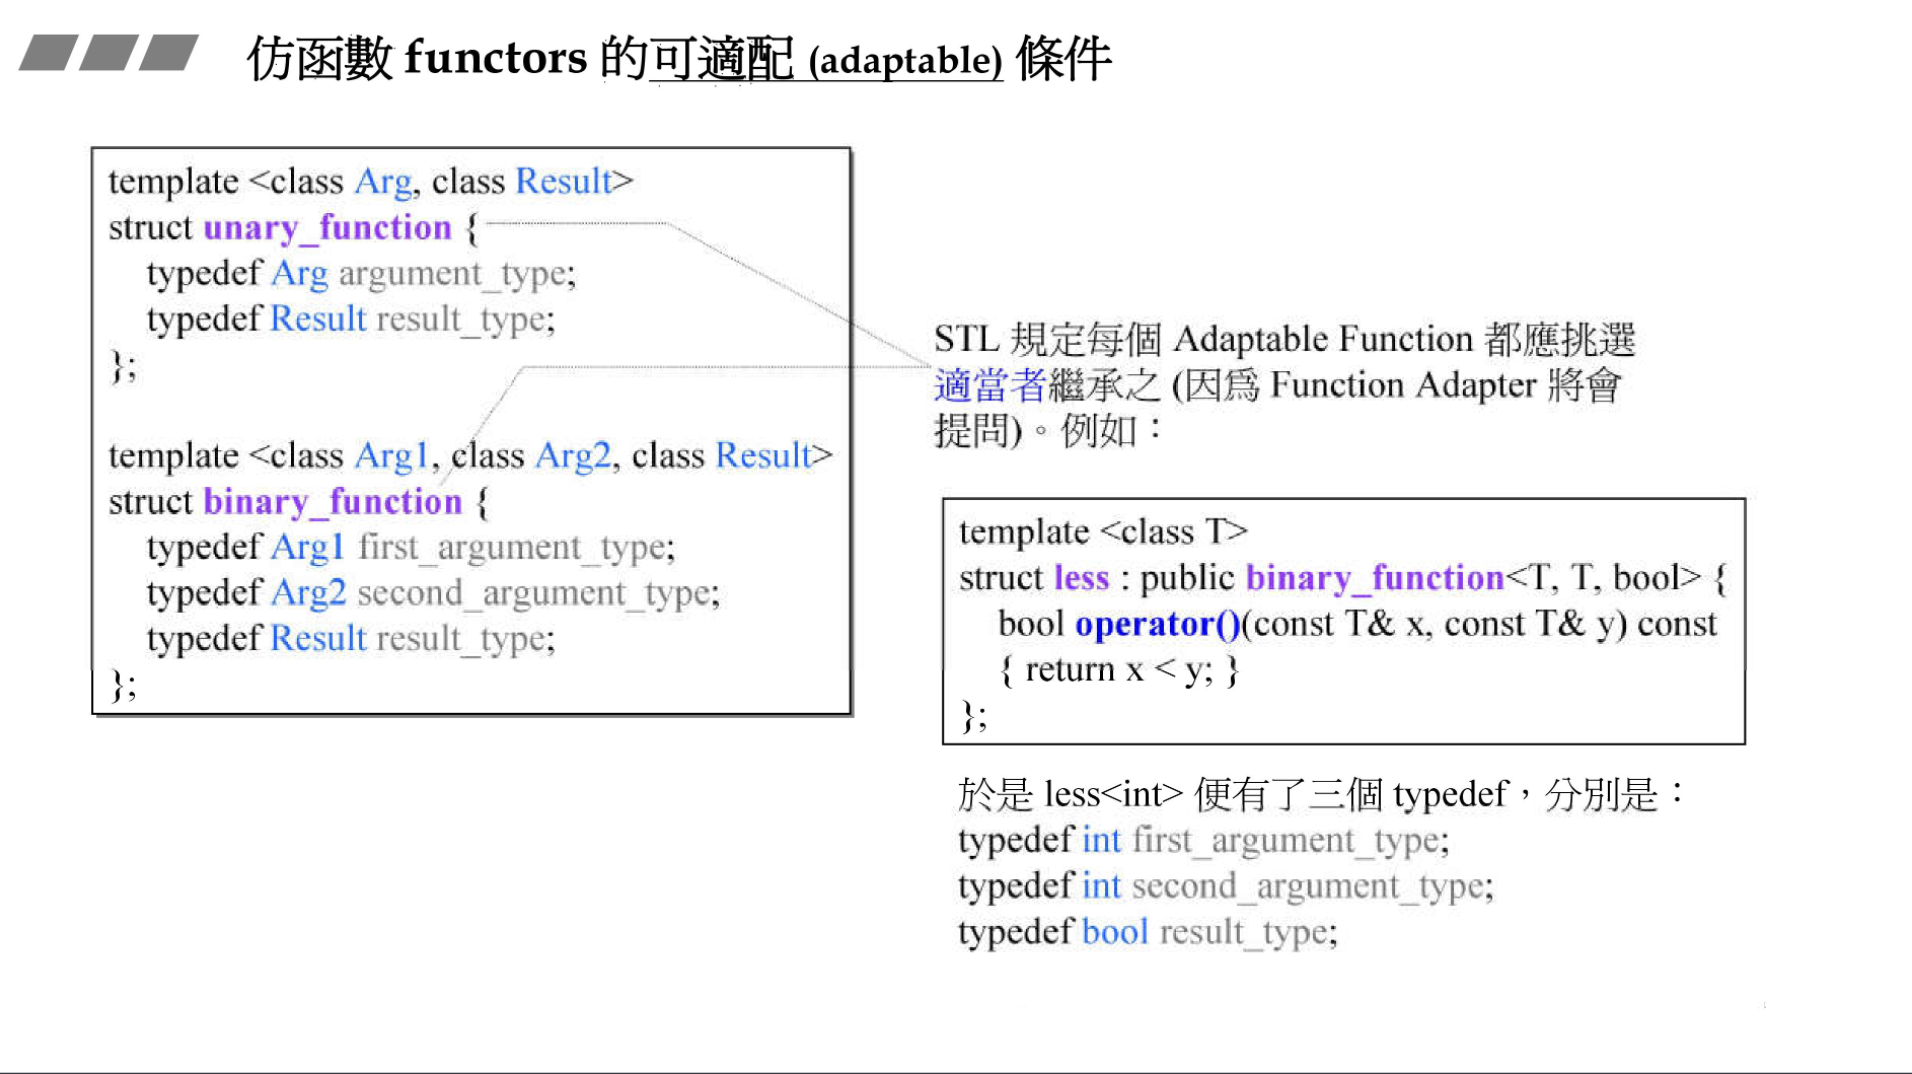 仿函數 functors 的可適配 (adaptable) 條件
template <class Arg, class Result>
struct unary_function {
typedef Arg argument_type;
typedef Result result_type;
};
template <class Arg1, class Arg2, class Result>
struct binary_function {
typedef Arg1 first_argument_type;
typedef Arg2 second_argument_type;
typedef Result result_type;
};
STL 規定每個 Adaptable Function 都應挑選
適當者繼承之 (因爲 Function Adapter 將會
提問)。例如：
template <class T>
struct less : public binary_function<T, T, bool> {
bool operator()(const T& x, const T& y) const
{ return x < y; }
};
於是 less<int> 便有了三個 typedef，分別是：
typedef int first_argument_type;
typedef int second_argument_type;
typedef bool result_type;